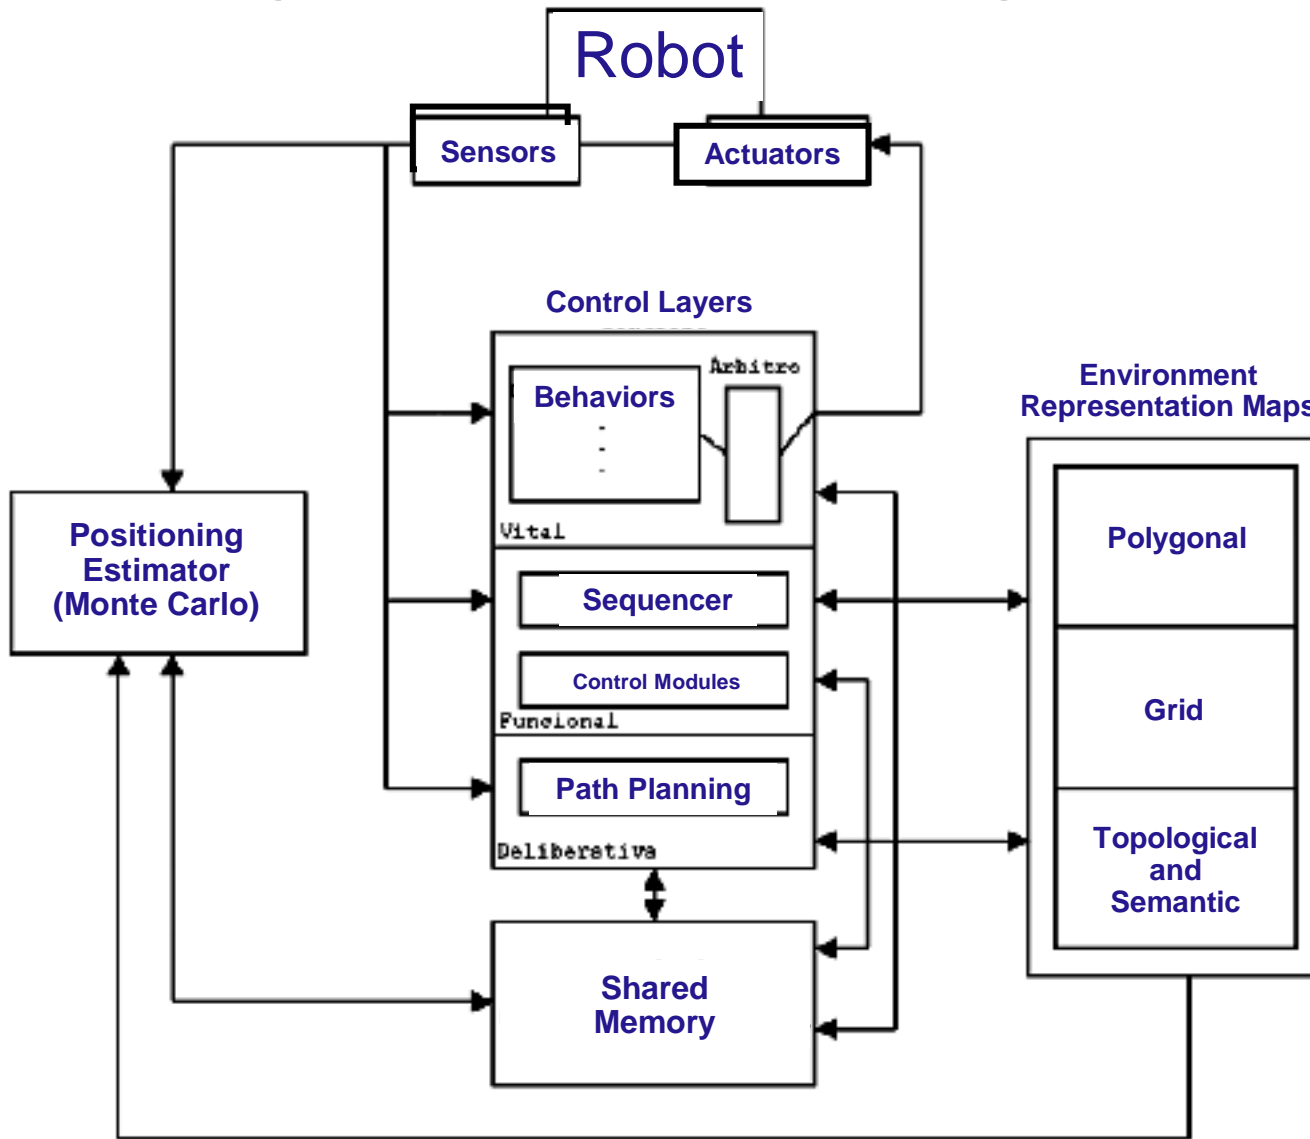 Robot
Sensors
Actuators
Control Layers
Arbitro
Behaviors
Vital
Sequencer
Control Modules
Funcional
Path Planning
Deliberativa
Shared
Memory
Positioning
Estimator
(Monte Carlo)
Environment
Representation Maps
Polygonal
Grid
Topological
and
Semantic